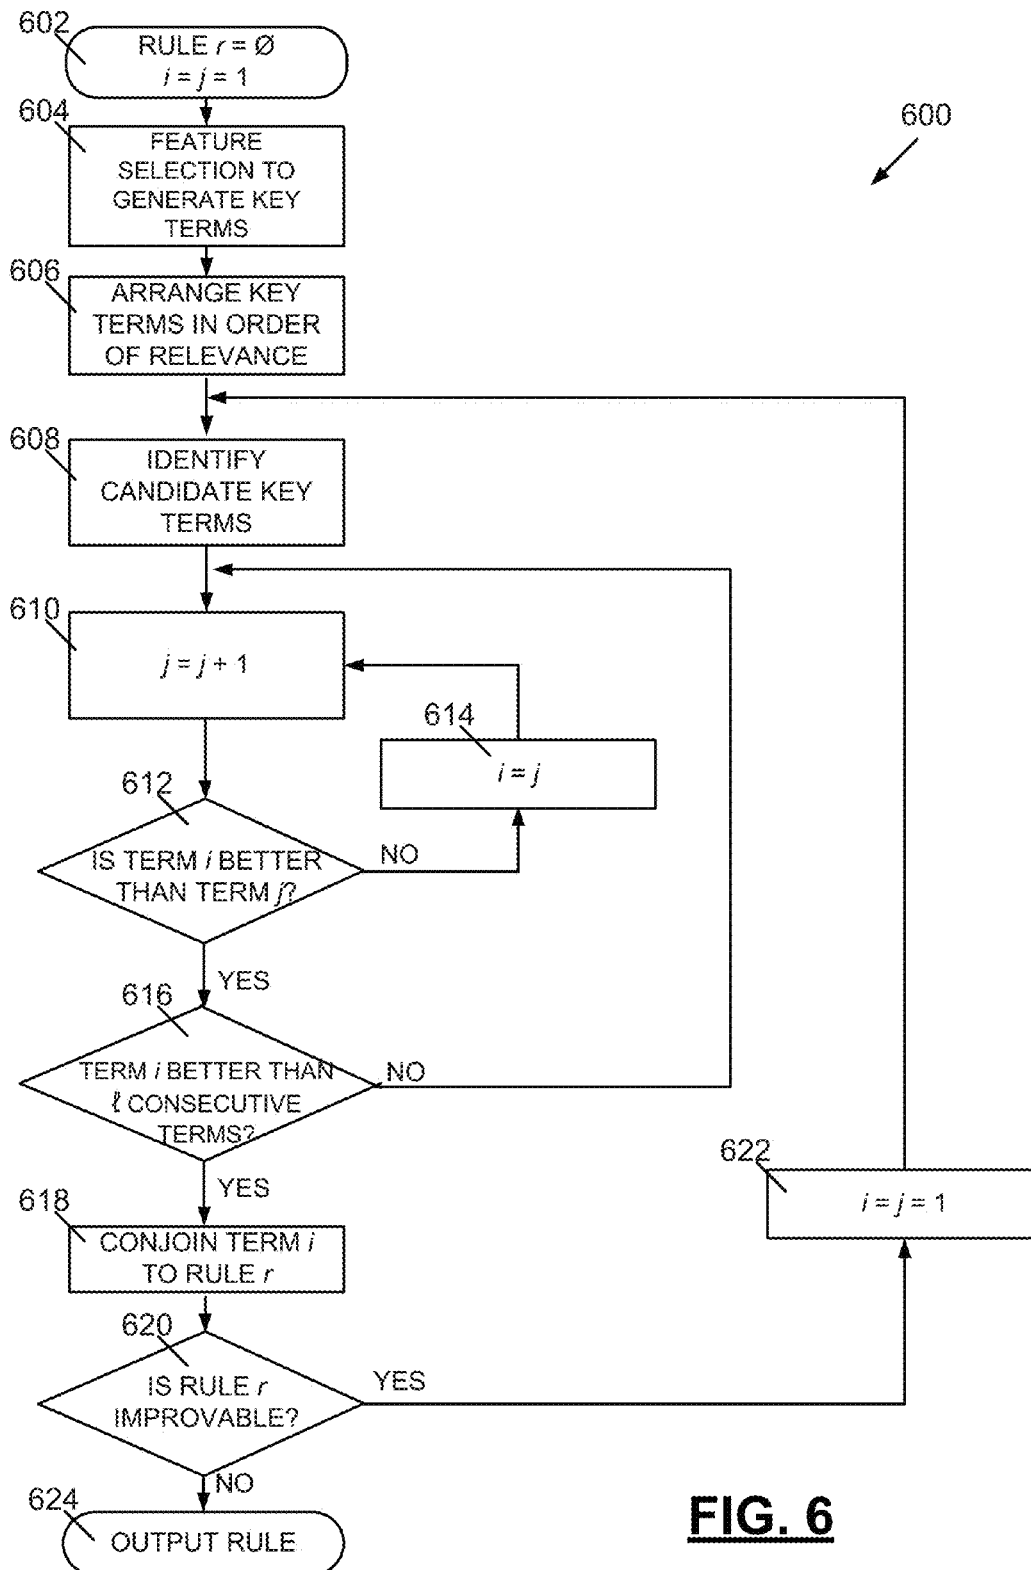 602
RULE r = Ø
i = j = 1
604
FEATURE
SELECTION TO
GENERATE KEY
TERMS
600
606
ARRANGE KEY
TERMS IN ORDER
OF RELEVANCE
608
IDENTIFY
CANDIDATE KEY
TERMS
610
j = j + 1
614
i = j
612
IS TERM i BETTER
THAN TERM j?
NO
YES
616
TERM i BETTER THAN
ℓ CONSECUTIVE
TERMS?
NO
YES
622
i = j = 1
618
CONJOIN TERM i
TO RULE r
620
IS RULE r
IMPROVABLE?
YES
NO
624
OUTPUT RULE
FIG. 6